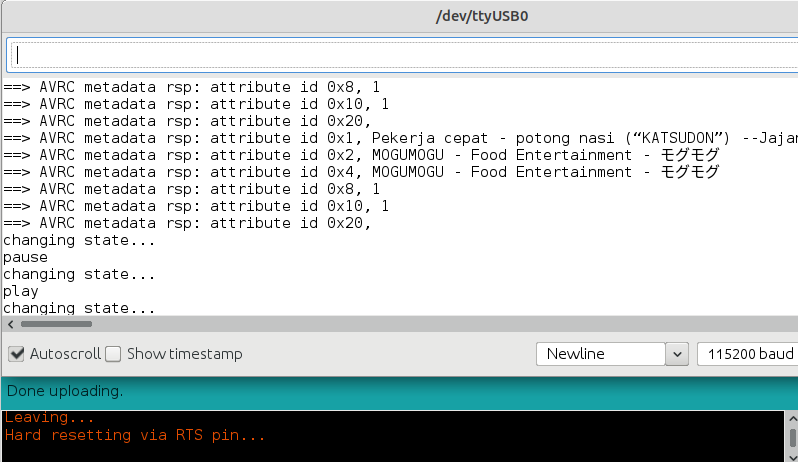 /dev/ttyUSB0
==> AVRC metadata rsp: attribute id 0x8, 1
==> AVRC metadata rsp: attribute id 0x10, 1
==> AVRC metadata rsp: attribute id 0x20,
==> AVRC metadata rsp: attribute id 0x1, Pekerja cepat - potong nasi (“KATSUDON”) --Jajan
==> AVRC metadata rsp: attribute id 0x2, MOGUMOGU - Food Entertainment - モグモグ
==> AVRC metadata rsp: attribute id 0x4, MOGUMOGU - Food Entertainment - モグモグ
==> AVRC metadata rsp: attribute id 0x8, 1
==> AVRC metadata rsp: attribute id 0x10, 1
==> AVRC metadata rsp: attribute id 0x20,
changing state...
pause
changing state...
play
changing state...
Autoscroll Show timestamp Newline 115200 baud
Done uploading.
Leaving...
Hard resetting via RTS pin...